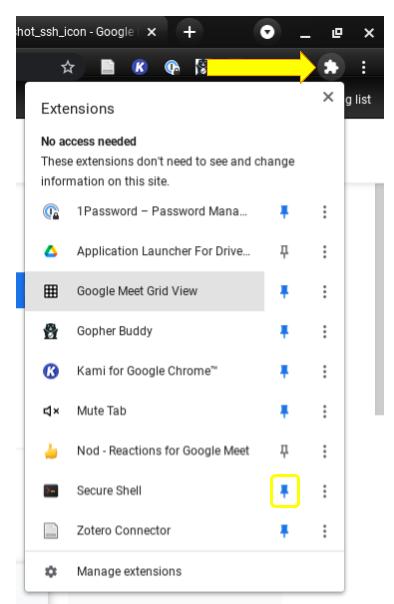 hot_ssh_icon - Google
g list
Extensions
No access needed
These extensions don't need to see and change
information on this site.
1Password – Password Mana...
Application Launcher For Drive...
Google Meet Grid View
Gopher Buddy
Kami for Google Chrome™
Mute Tab
Nod - Reactions for Google Meet
Secure Shell
Zotero Connector
Manage extensions